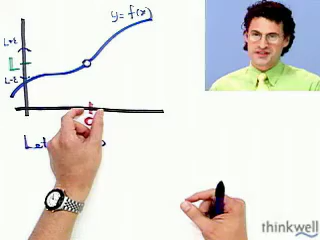 y=f(x)
L+ε
L
L-ε
Let
thinkwell